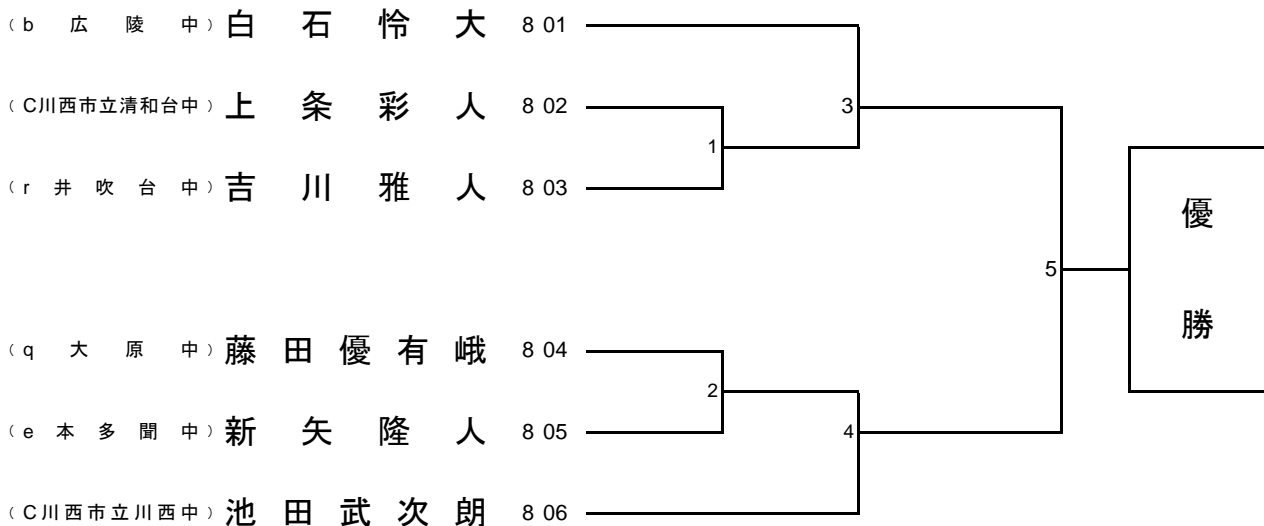 (b 広 陵 中) 白 石 怜 大 8 01
(C川西市立清和台中) 上 条 彩 人 8 02
3
1
(r 井 吹 台 中) 吉 川 雅 人 8 03
優
5
勝
(q 大 原 中) 藤 田 優 有 峨 8 04
2
(e 本 多 聞 中) 新 矢 隆 人 8 05
4
(C川西市立川西中) 池 田 武 次 朗 8 06